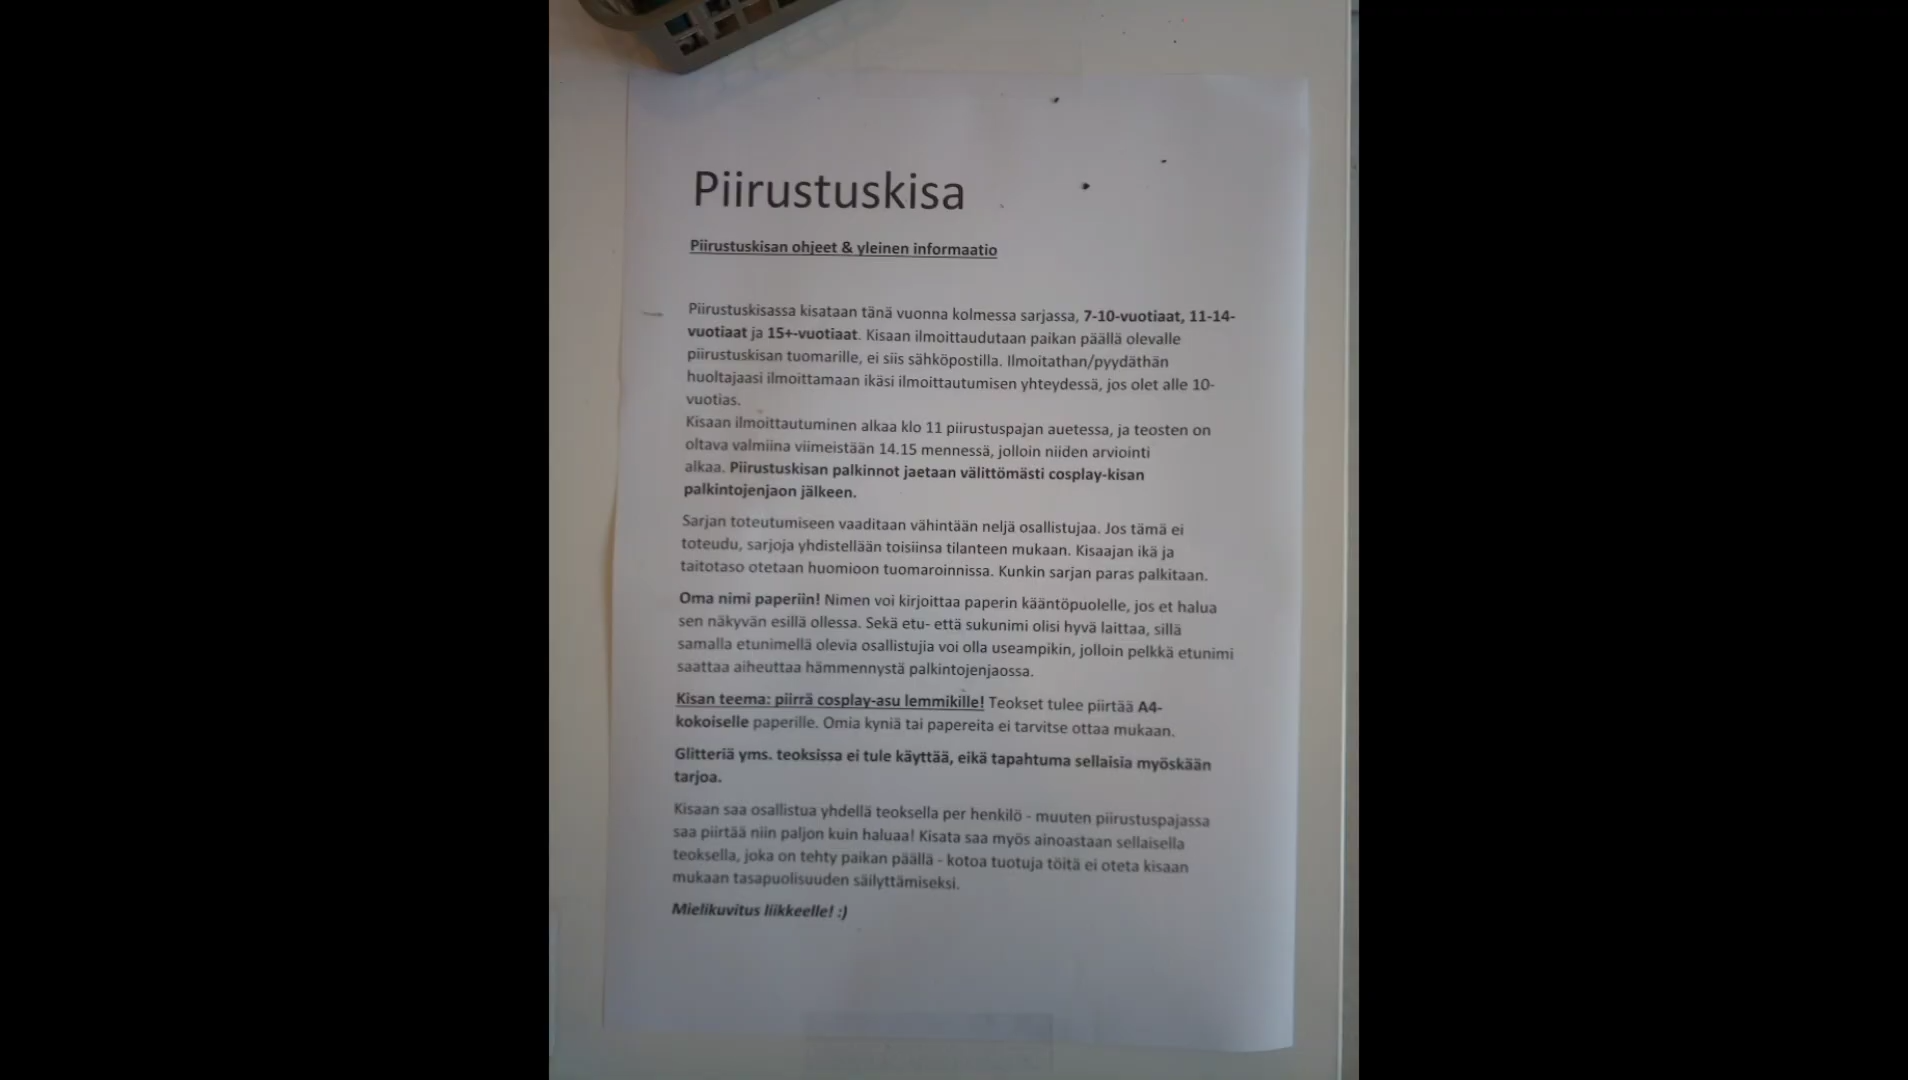 Piirustuskisa
Piirustuskisan ohjeet & yleinen informaatio
Piirustuskisassa kisataan tänä vuonna kolmessa sarjassa, 7-10-vuotiaat, 11-14-
vuotiaat ja 15+-vuotiaat. Kisaan ilmoittaudutaan paikan päällä olevalle
piirustuskisan tuomarille, ei siis sähköpostilla. Ilmoitathan/pyydäthän
huoltajaasi ilmoittamaan ikäsi ilmoittautumisen yhteydessä, jos olet alle 10-
vuotias.
Kisaan ilmoittautuminen alkaa klo 11 piirustuspajan auetessa, ja teosten on
oltava valmiina viimeistään 14.15 mennessä, jolloin niiden arviointi
alkaa. Piirustuskisan palkinnot jaetaan välittömästi cosplay-kisan
palkintojenjaon jälkeen.
Sarjan toteutumiseen vaaditaan vähintään neljä osallistujaa. Jos tämä ei
toteudu, sarjoja yhdistellään toisiinsa tilanteen mukaan. Kisaajan ikä ja
taitotaso otetaan huomioon tuomaroinnissa. Kunkin sarjan paras palkitaan.
Oma nimi paperiin! Nimen voi kirjoittaa paperin kääntöpuolelle, jos et halua
sen näkyvän esillä ollessa. Sekä etu- että sukunimi olisi hyvä laittaa, sillä
samalla etunimellä olevia osallistujia voi olla useampikin, jolloin pelkkä etunimi
saattaa aiheuttaa hämmennystä palkintojenjaossa.
Kisan teema: piirrä cosplay-asu lemmikille! Teokset tulee piirtää A4-
kokoiselle paperille. Omia kyniä tai papereita ei tarvitse ottaa mukaan.
Glitteriä yms. teoksissa ei tule käyttää, eikä tapahtuma sellaisia myöskään
tarjoa.
Kisaan saa osallistua yhdellä teoksella per henkilö - muuten piirustuspajassa
saa piirtää niin paljon kuin haluaa! Kisata saa myös ainoastaan sellaisella
teoksella, joka on tehty paikan päällä - kotoa tuotuja töitä ei oteta kisaan
mukaan tasapuolisuuden säilyttämiseksi.
Mielikuvitus liikkeelle! :)